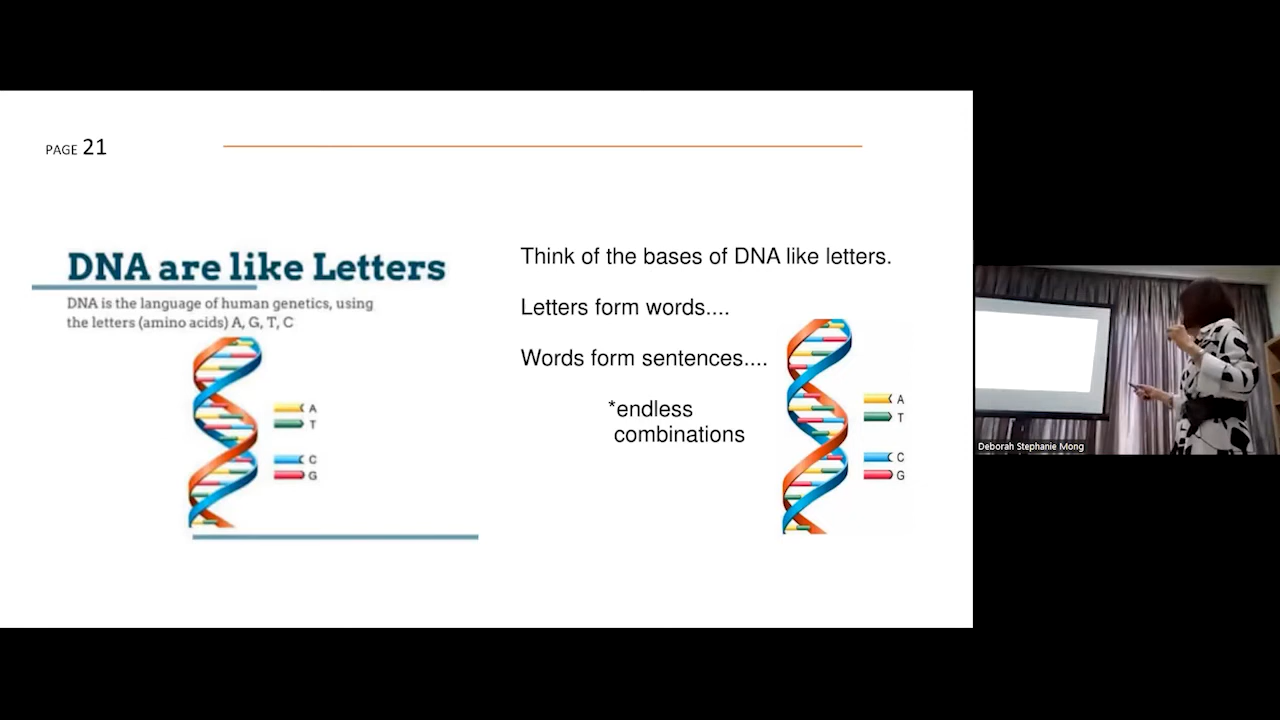 PAGE 21
DNA are like Letters
DNA is the language of human genetics, using
the letters (amino acids) A, G, T, C
A
T
C
G
Think of the bases of DNA like letters.
Letters form words....
Words form sentences....
*endless
combinations
A
T
C
G
Deborah Stephanie Mong